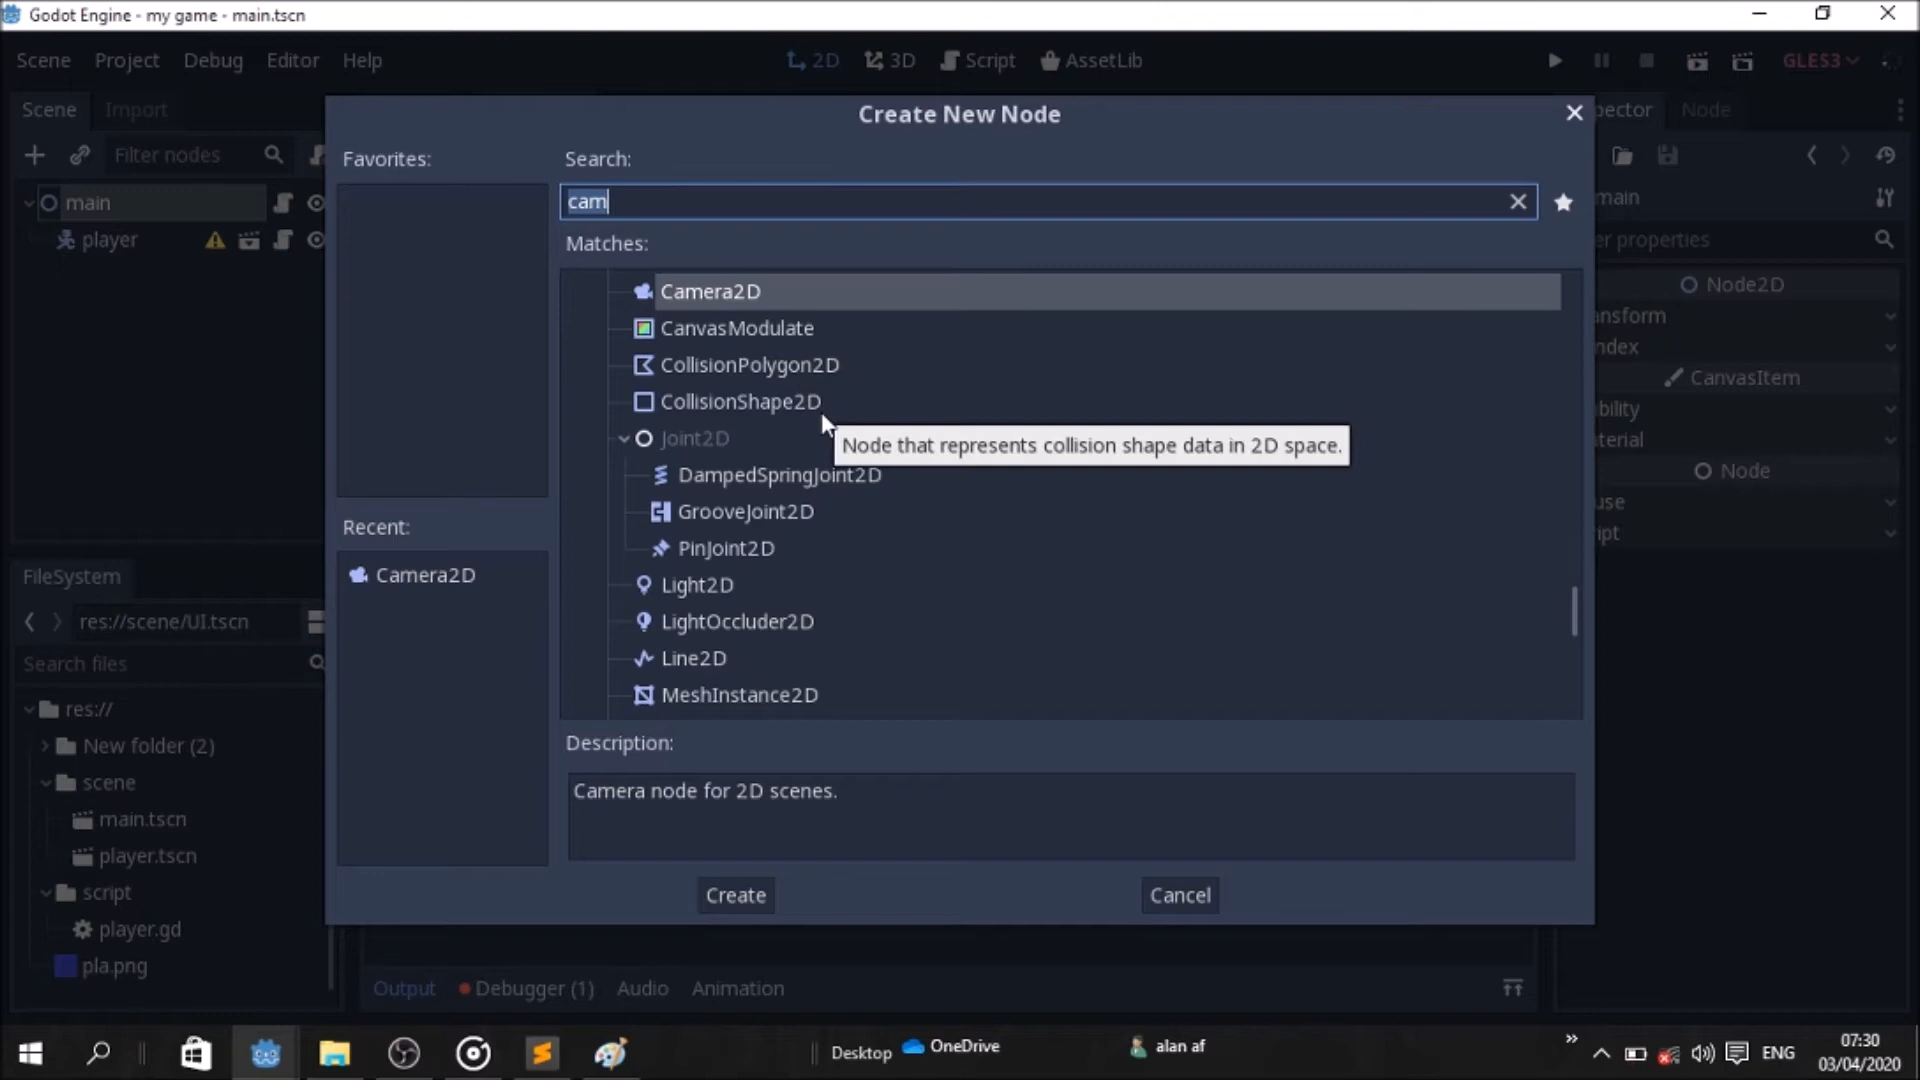 Godot Engine - my game - main.tscn
Scene Project Debug Editor Help
2D 3D Script AssetLib
GLES3
Scene Import
Filter nodes
main
player
FileSystem
res://scene/UI.tscn
Search files
res://
New folder (2)
scene
main.tscn
player.tscn
script
player.gd
pla.png
Create New Node
Favorites:
Recent:
Camera2D
Search:
cam
Matches:
Camera2D
CanvasModulate
CollisionPolygon2D
CollisionShape2D
Joint2D
Node that represents collision shape data in 2D space.
DampedSpringJoint2D
GrooveJoint2D
PinJoint2D
Light2D
LightOccluder2D
Line2D
MeshInstance2D
Description:
Camera node for 2D scenes.
Create Cancel
pector Node
main
er properties
Node2D
ansform
ndex
CanvasItem
ibility
terial
Node
use
ipt
Output Debugger (1) Audio Animation
Desktop OneDrive alan af
ENG
07:30
03/04/2020